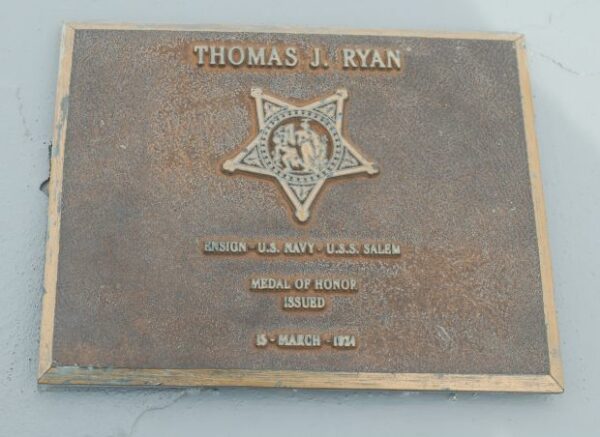 THOMAS J. RYAN
ENSIGN - U.S. NAVY - U.S.S. SALEM
MEDAL OF HONOR
ISSUED
15 - MARCH - 1924